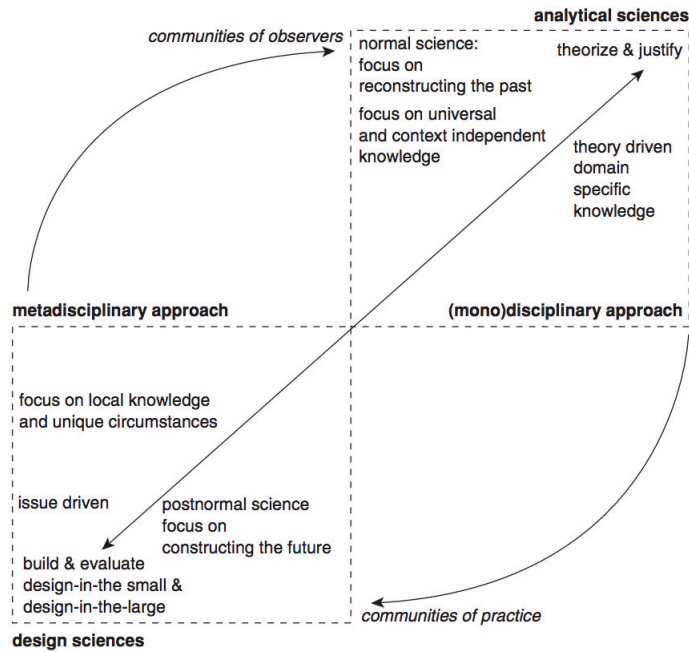 analytical sciences
communities of observers
normal science:
focus on
reconstructing the past
theorize & justify
focus on universal
and context independent
knowledge
theory driven
domain
specific
knowledge
metadisciplinary approach
(mono)disciplinary approach
focus on local knowledge
and unique circumstances
issue driven
postnormal science
focus on
constructing the future
build & evaluate
design-in-the small &
design-in-the-large
communities of practice
design sciences